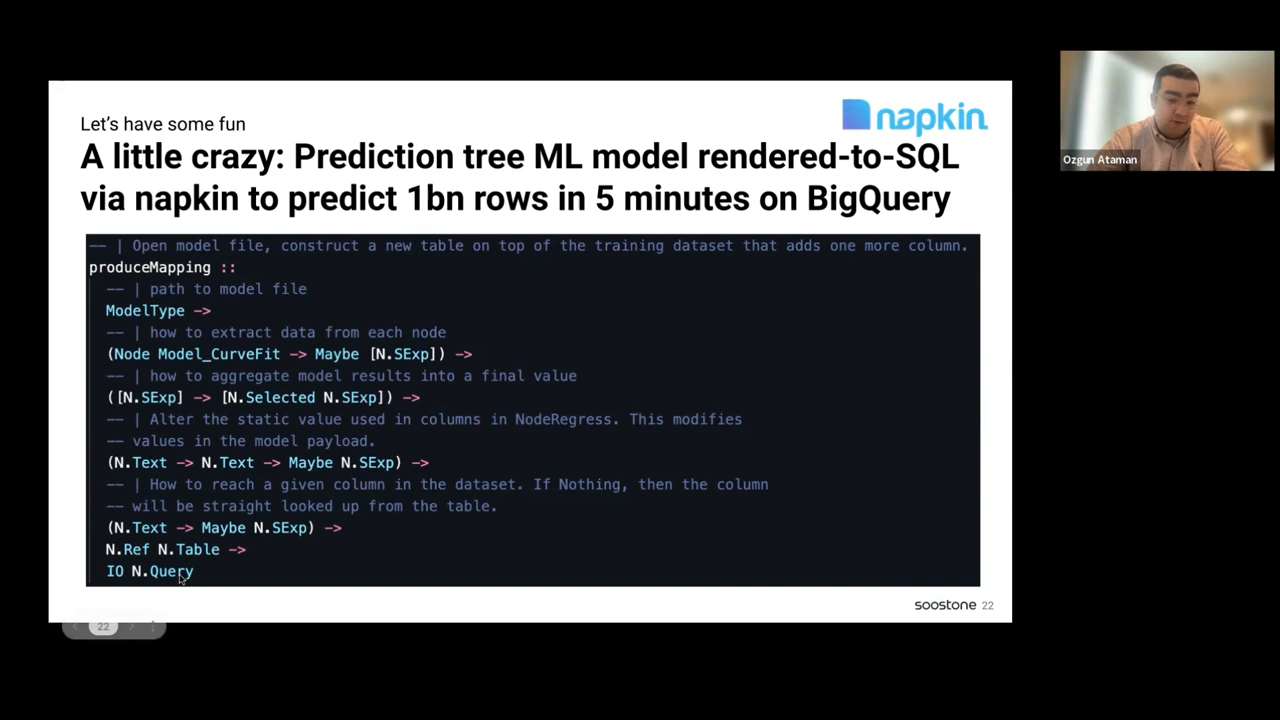 Let's have some fun
napkin
A little crazy: Prediction tree ML model rendered-to-SQL
via napkin to predict 1bn rows in 5 minutes on BigQuery
Ozgun Ataman
-- | Open model file, construct a new table on top of the training dataset that adds one more column.
produceMapping ::
-- | path to model file
ModelType ->
-- | how to extract data from each node
(Node Model_CurveFit -> Maybe [N.SExp]) ->
-- | how to aggregate model results into a final value
([N.SExp] -> [N.Selected N.SExp]) ->
-- | Alter the static value used in columns in NodeRegress. This modifies
-- values in the model payload.
(N.Text -> N.Text -> Maybe N.SExp) ->
-- | How to reach a given column in the dataset. If Nothing, then the column
-- will be straight looked up from the table.
(N.Text -> Maybe N.SExp) ->
N.Ref N.Table ->
IO N.Query
soostone 22
22